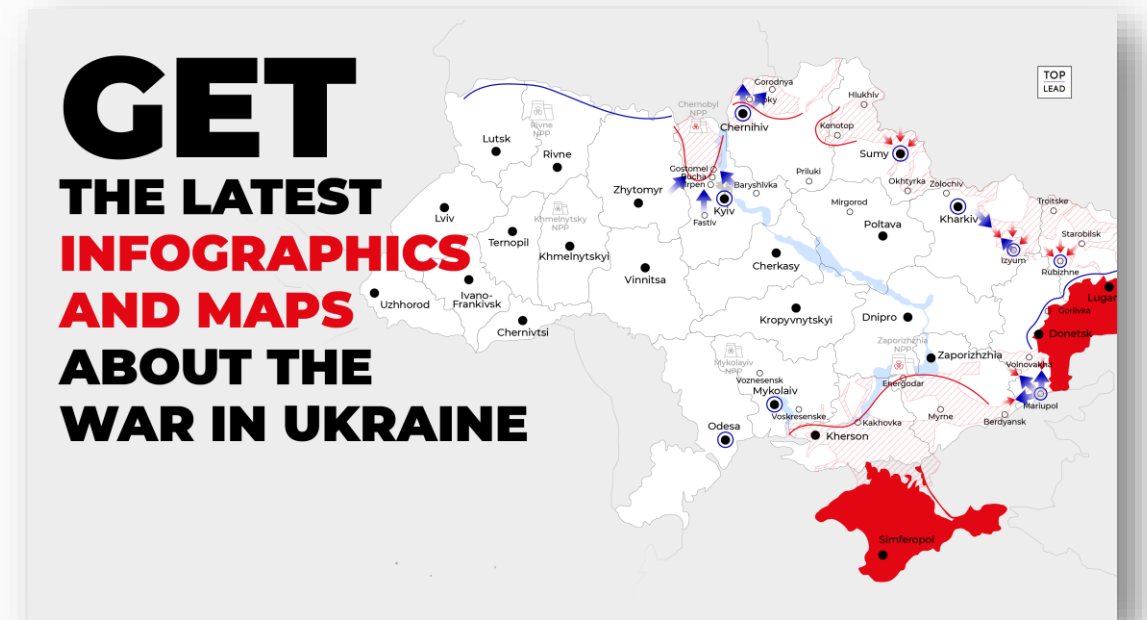 GET
THE LATEST
INFOGRAPHICS
AND MAPS
ABOUT THE
WAR IN UKRAINE
TOP
LEAD
Gorodnya
Chernobyl
NPP
Chernihiv
Hlukhiv
Konotop
Sumy
Rivne
NPP
Lutsk
Rivne
Zhytomyr
Gostomel
Bucha
Irpen
Baryshivka
Kyiv
Fastiv
Priluki
Okhtyrka
Zolochiv
Mirgorod
Kharkiv
Troitske
Starobilsk
Izyum
Rubizhne
Poltava
Lviv
Ternopil
Khmelnytsky
NPP
Khmelnytskyi
Vinnitsa
Cherkasy
Uzhhorod
Ivano-
Frankivsk
Chernivtsi
Kropyvnytskyi
Dnipro
Lugan
Gorlivka
Donetsk
Zaporizhzhia
NPP
Zaporizhzhia
Energodar
Volnovakha
Mariupol
Berdyansk
Myrne
Mykolayiv
NPP
Voznesensk
Mykolaiv
Voskresenske
Kakhovka
Kherson
Odesa
Simferopol